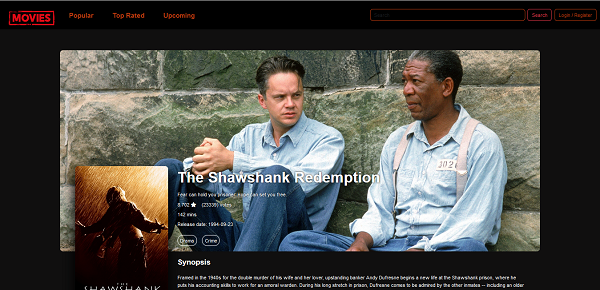 MOVIES
Popular Top Rated Upcoming
Search
Search
Login / Register
J 0 2
The Shawshank Redemption
Fear can hold you prisoner. Hope can set you free.
8.702 ★ (23339) votes
142 mins
Release date: 1994-09-23
Drama Crime
Synopsis
Framed in the 1940s for the double murder of his wife and her lover, upstanding banker Andy Dufresne begins a new life at the Shawshank prison, where he
puts his accounting skills to work for an amoral warden. During his long stretch in prison, Dufresne comes to be admired by the other inmates -- including an older
THE
SHAWSHANK